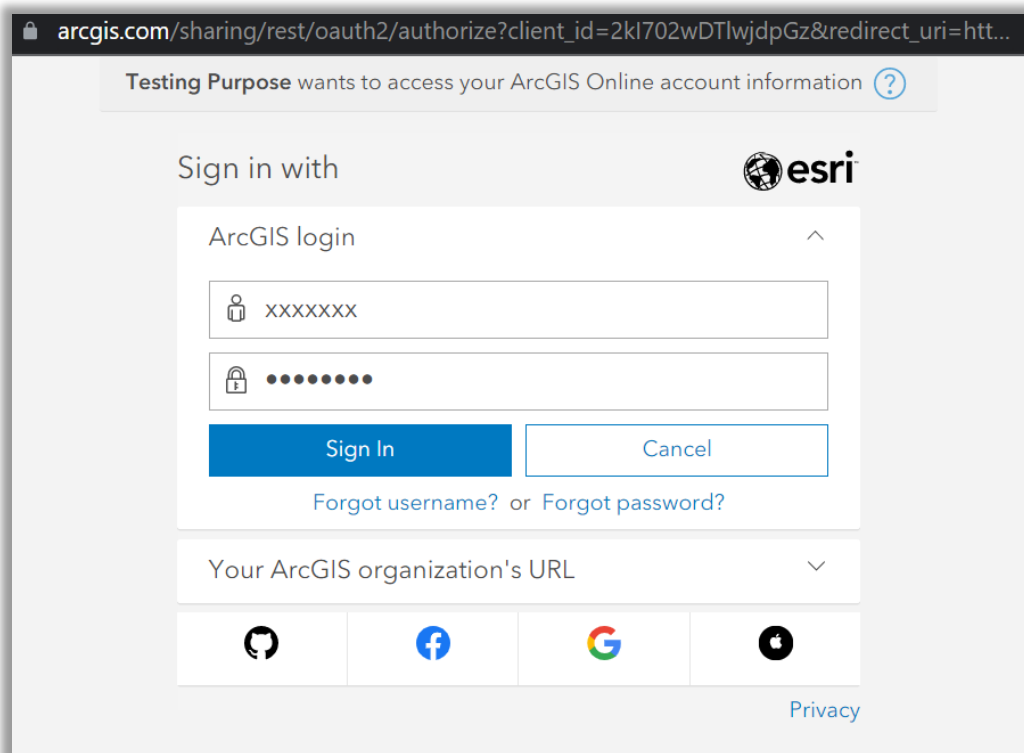 arcgis.com/sharing/rest/oauth2/authorize?client_id=2kI702wDTlwjdpGz&redirect_uri=htt...
Testing Purpose wants to access your ArcGIS Online account information ?
Sign in with
esri
ArcGIS login
xxxxxxx
••••••••
Sign In Cancel
Forgot username? or Forgot password?
Your ArcGIS organization's URL
Privacy